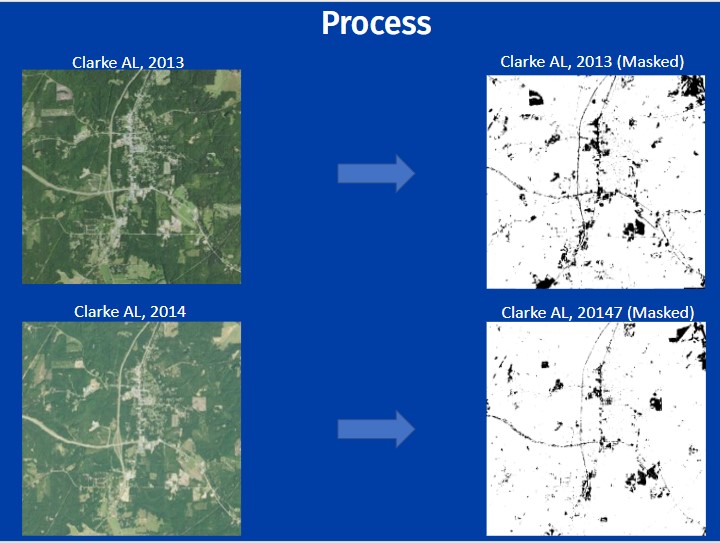 Process
Clarke AL, 2013
Clarke AL, 2013 (Masked)
Clarke AL, 2014
Clarke AL, 20147 (Masked)